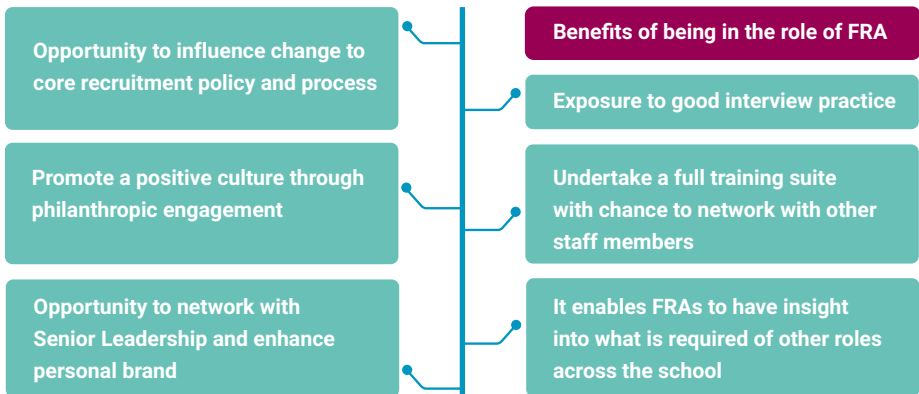 Benefits of being in the role of FRA
Opportunity to influence change to
core recruitment policy and process
Exposure to good interview practice
Promote a positive culture through
philanthropic engagement
Undertake a full training suite
with chance to network with other
staff members
Opportunity to network with
Senior Leadership and enhance
personal brand
It enables FRAs to have insight
into what is required of other roles
across the school